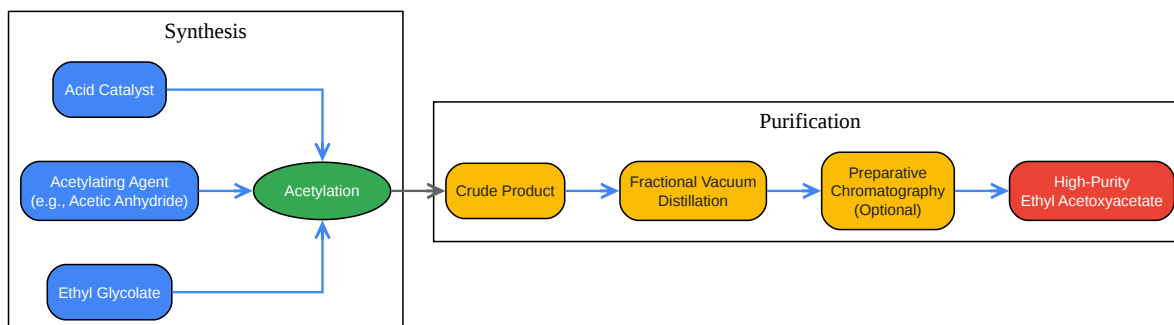 Synthesis
Acid Catalyst
Acetylating Agent
(e.g., Acetic Anhydride)
Acetylation
Ethyl Glycolate
Purification
Crude Product
Fractional Vacuum
Distillation
Preparative
Chromatography
(Optional)
High-Purity
Ethyl Acetoxyacetate